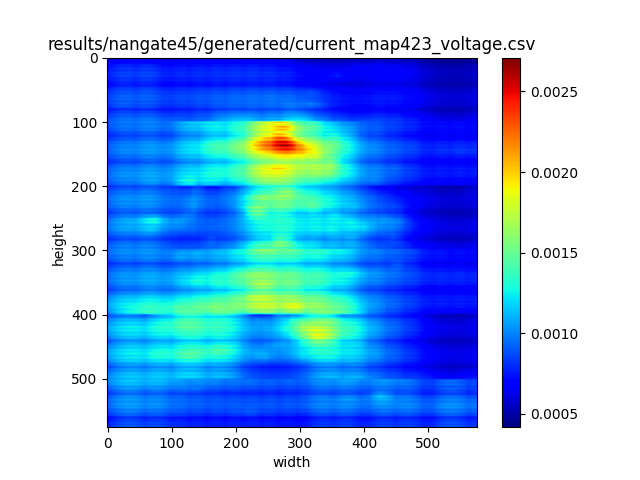 results/nangate45/generated/current_map423_voltage.csv
0
100
200
300
400
500
height
0 100 200 300 400 500
width
0.0025
0.0020
0.0015
0.0010
0.0005